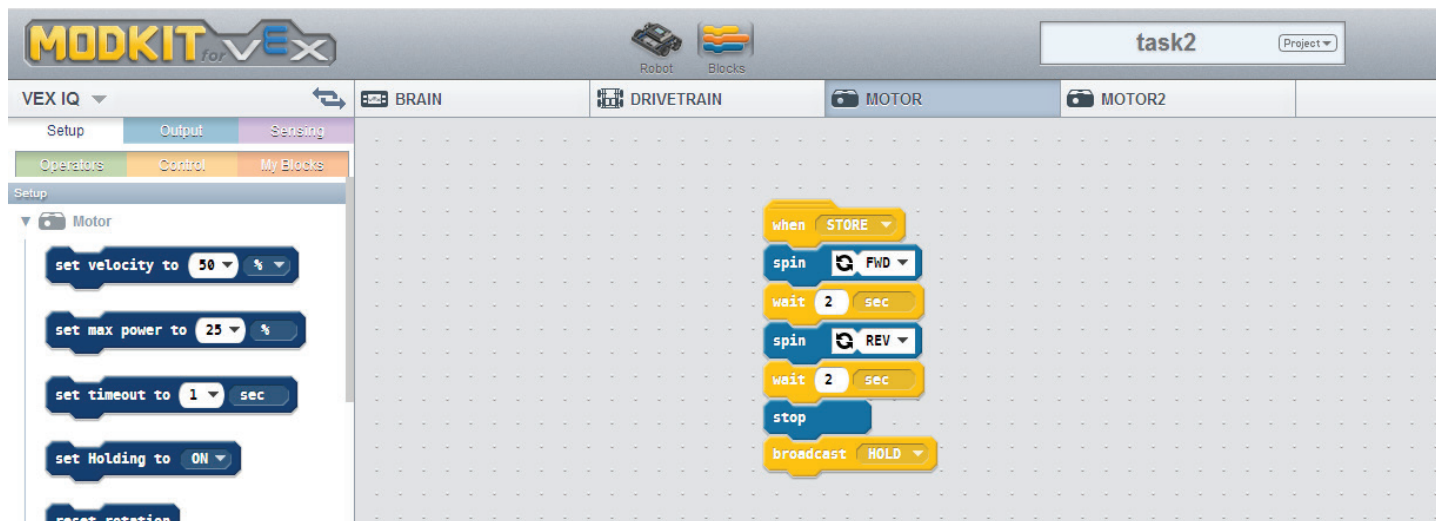 MODKIT for VEX
Robot Blocks
task2 Project
VEX IQ BRAIN DRIVETRAIN MOTOR MOTOR2
Setup Output Sensing
Operators Control My Blocks
Setup
Motor
set velocity to 50 %
set max power to 25 %
set timeout to 1 sec
set Holding to ON
reset rotation
when STORE
spin FWD
wait 2 sec
spin REV
wait 2 sec
stop
broadcast HOLD